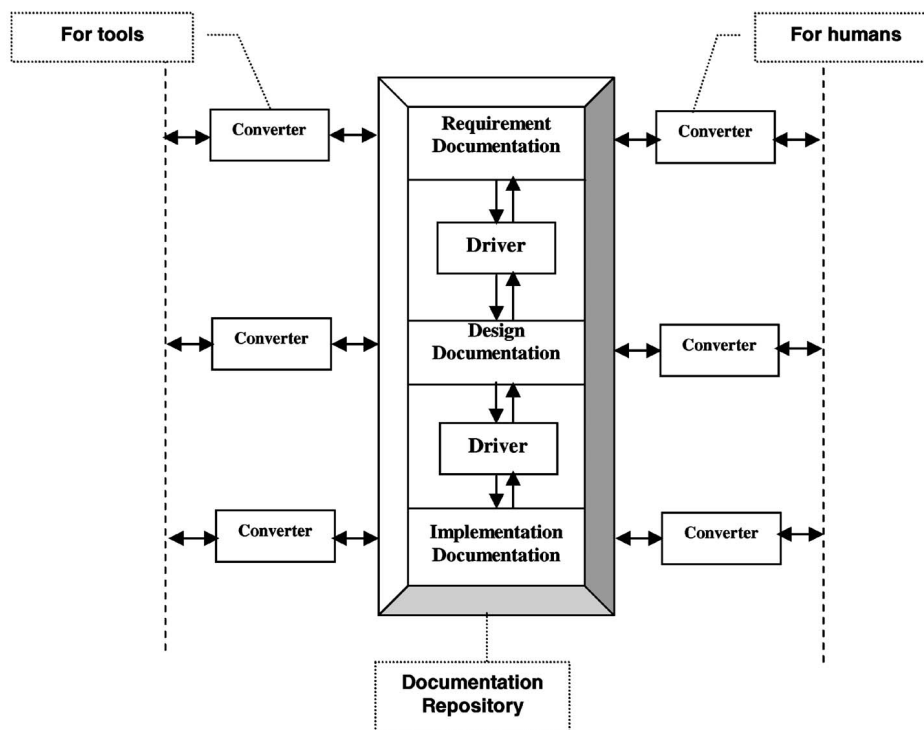 For tools
For humans
Converter
Requirement
Documentation
Converter
Driver
Converter
Design
Documentation
Converter
Driver
Converter
Implementation
Documentation
Converter
Documentation
Repository